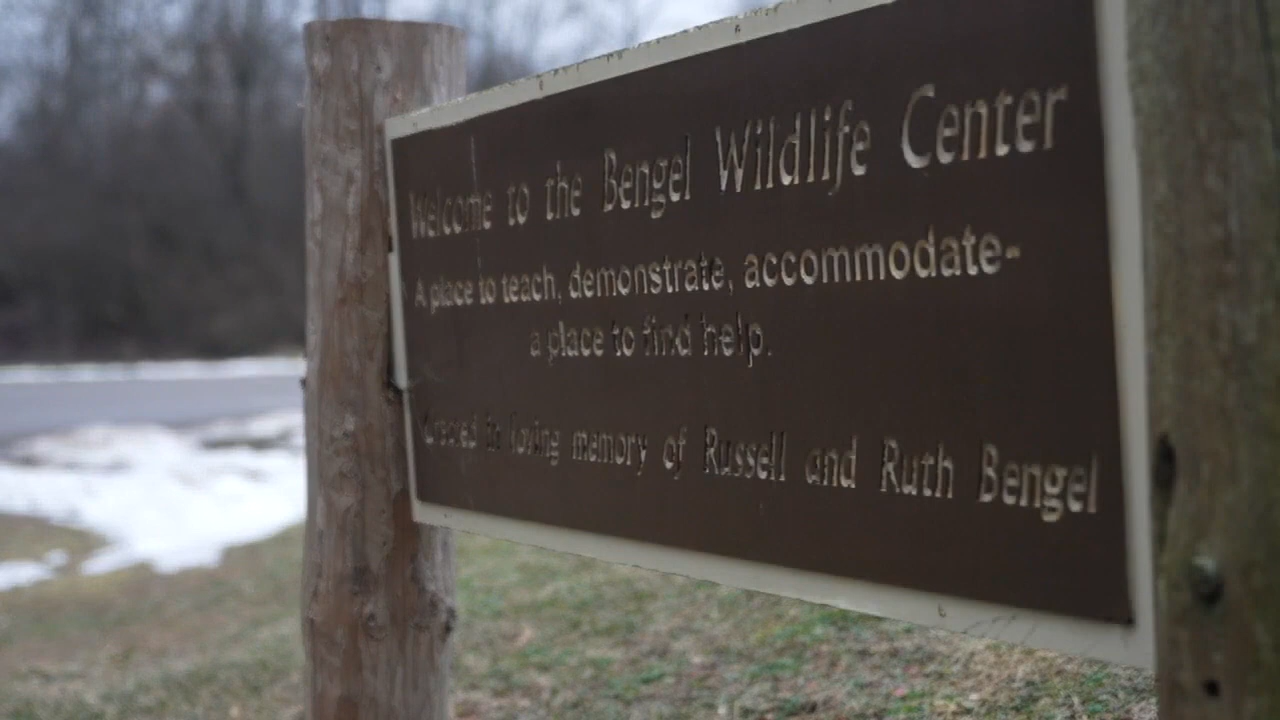 Welcome to the Bengel Wildlife Center
A place to teach, demonstrate, accommodate-
a place to find help.
Created in loving memory of Russell and Ruth Bengel